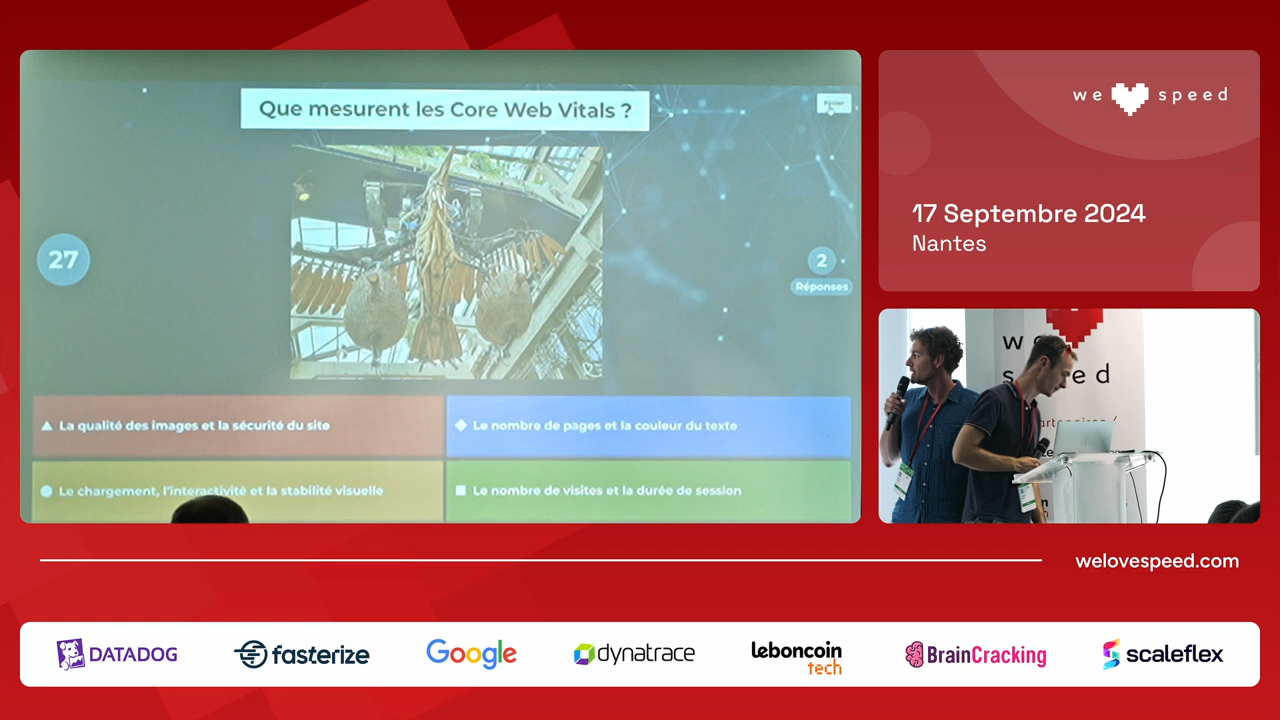 Que mesurent les Core Web Vitals ?
27
2
Réponses
La qualité des images et la sécurité du site
Le nombre de pages et la couleur du texte
Le chargement, l'interactivité et la stabilité visuelle
Le nombre de visites et la durée de session
we speed
17 Septembre 2024
Nantes
speed
welovespeed.com
DATADOG
fasterize
Google
dynatrace
leboncoin
tech
BrainCracking
scaleflex